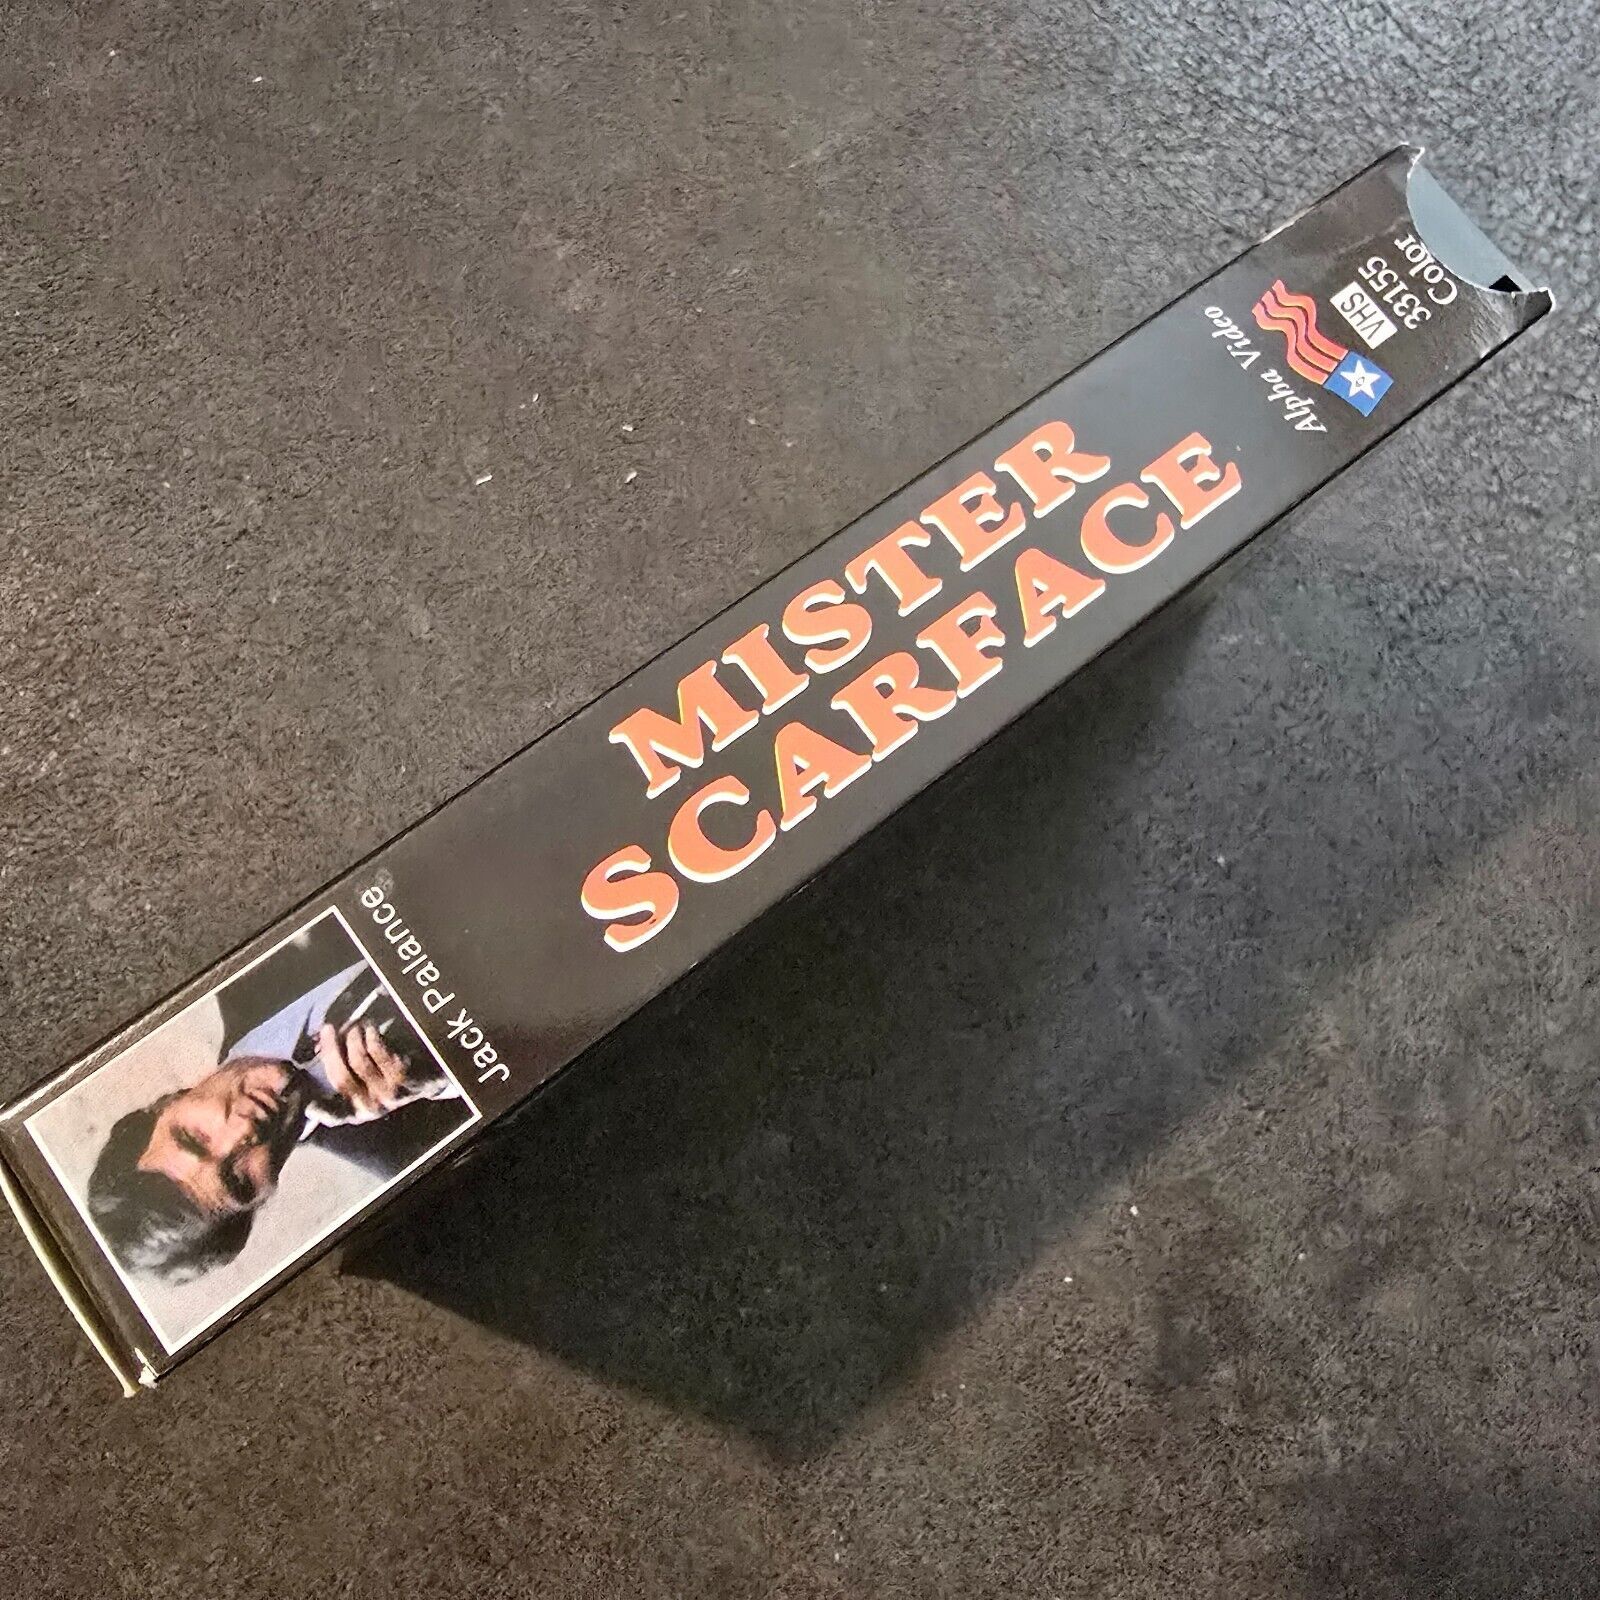 Jack Palance®
MISTER
SCARFACE
Alpha Video
VHS
33155
Color